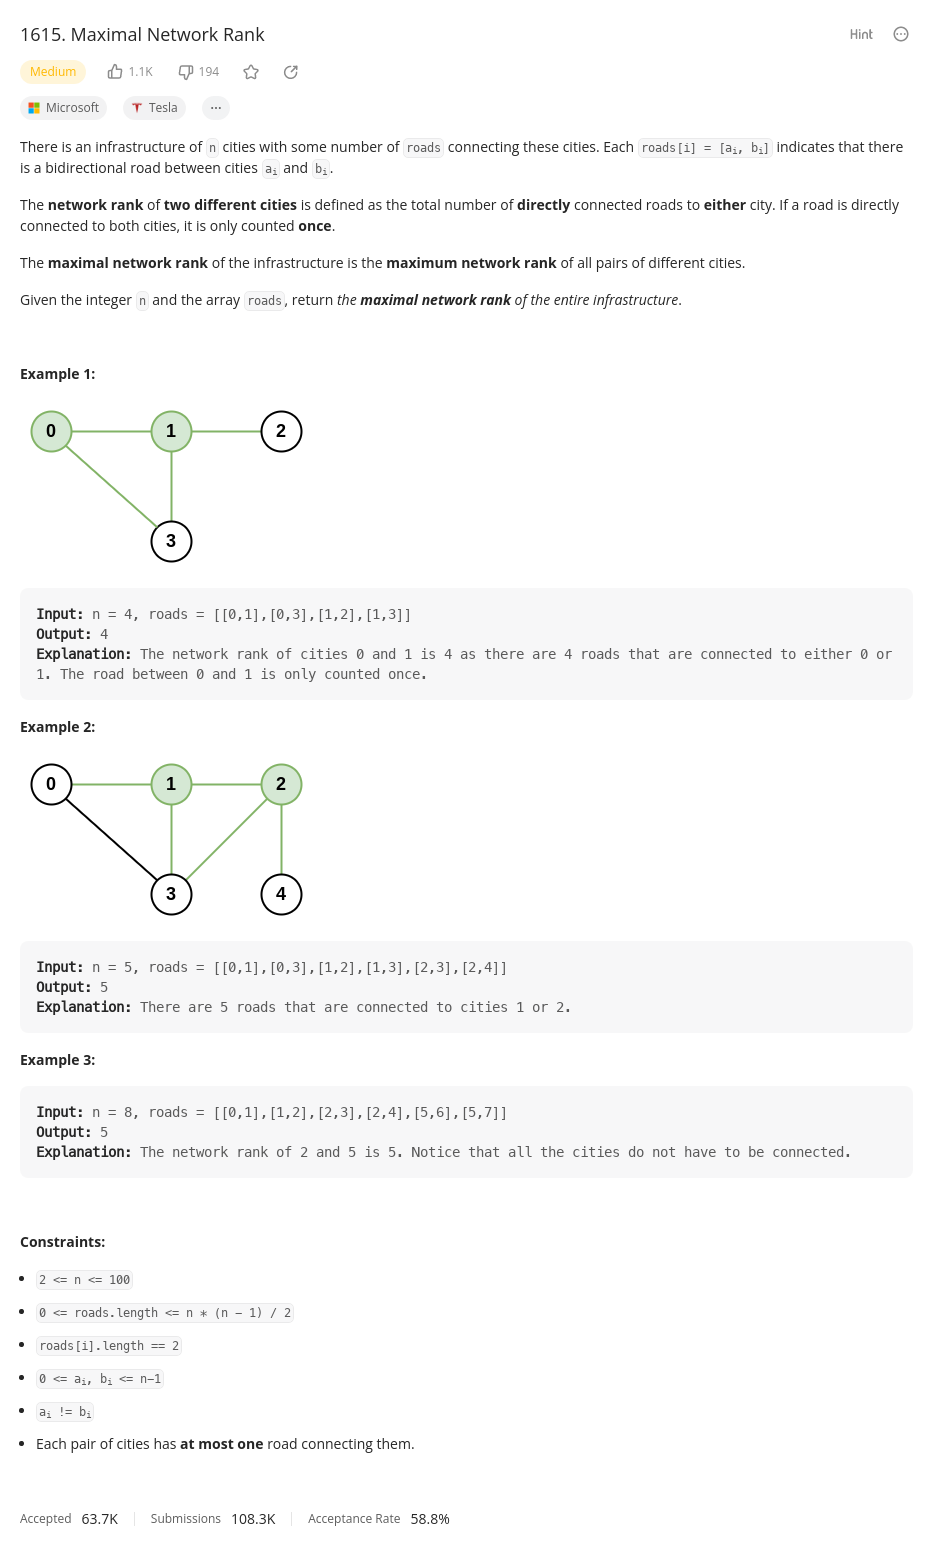 1615. Maximal Network Rank
Hint
Medium
1.1K
194
Microsoft
Tesla
There is an infrastructure of n cities with some number of roads connecting these cities. Each roads[i] = [ai, bi] indicates that there
is a bidirectional road between cities ai and bi.
The network rank of two different cities is defined as the total number of directly connected roads to either city. If a road is directly
connected to both cities, it is only counted once.
The maximal network rank of the infrastructure is the maximum network rank of all pairs of different cities.
Given the integer n and the array roads, return the maximal network rank of the entire infrastructure.
Example 1:
0 1 2
3
Input: n = 4, roads = [[0,1],[0,3],[1,2],[1,3]]
Output: 4
Explanation: The network rank of cities 0 and 1 is 4 as there are 4 roads that are connected to either 0 or
1. The road between 0 and 1 is only counted once.
Example 2:
0 1 2
3 4
Input: n = 5, roads = [[0,1],[0,3],[1,2],[1,3],[2,3],[2,4]]
Output: 5
Explanation: There are 5 roads that are connected to cities 1 or 2.
Example 3:
Input: n = 8, roads = [[0,1],[1,2],[2,3],[2,4],[5,6],[5,7]]
Output: 5
Explanation: The network rank of 2 and 5 is 5. Notice that all the cities do not have to be connected.
Constraints:
2 <= n <= 100
0 <= roads.length <= n * (n - 1) / 2
roads[i].length == 2
0 <= ai, bi <= n-1
ai != bi
Each pair of cities has at most one road connecting them.
Accepted 63.7K Submissions 108.3K Acceptance Rate 58.8%